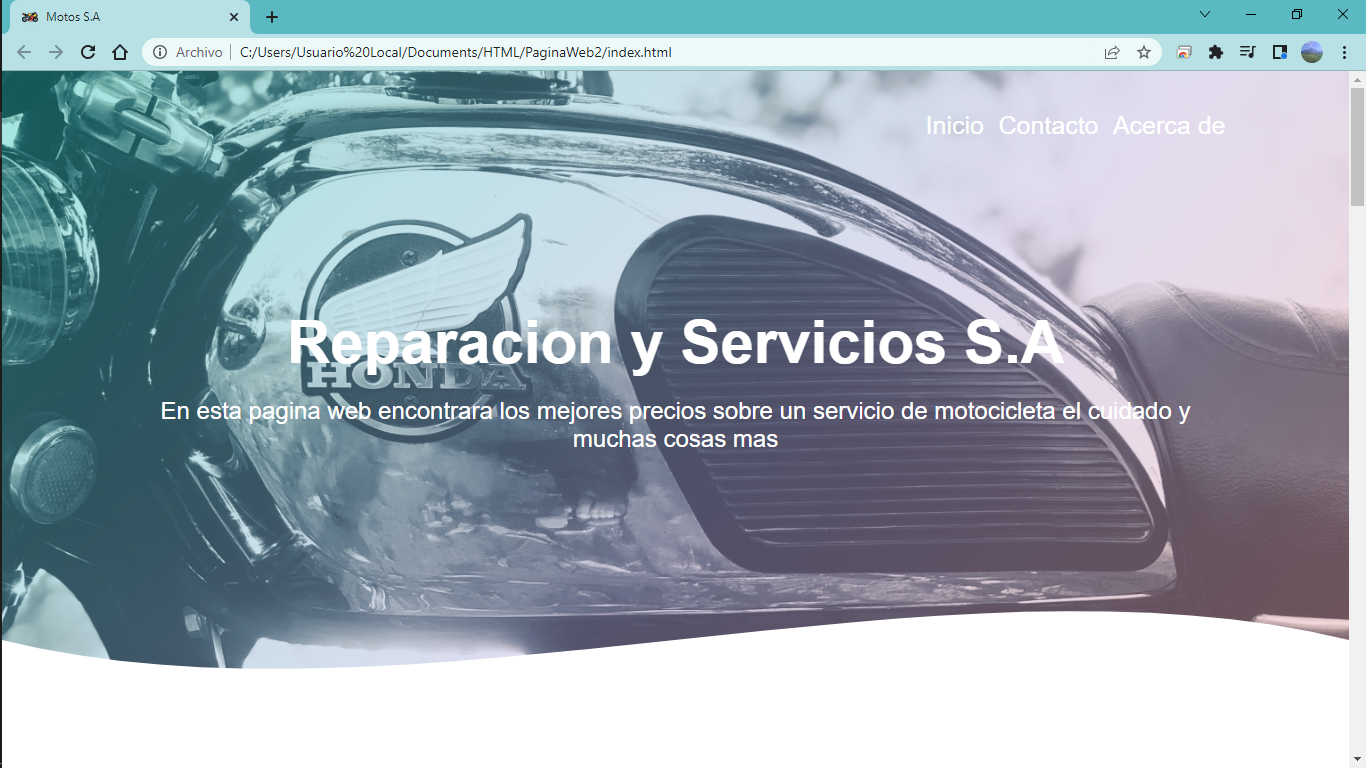 Motos S.A
Archivo | C:/Users/Usuario%20Local/Documents/HTML/PaginaWeb2/index.html
Inicio Contacto Acerca de
Reparacion y Servicios S.A
HONDA
En esta pagina web encontrara los mejores precios sobre un servicio de motocicleta el cuidado y
muchas cosas mas